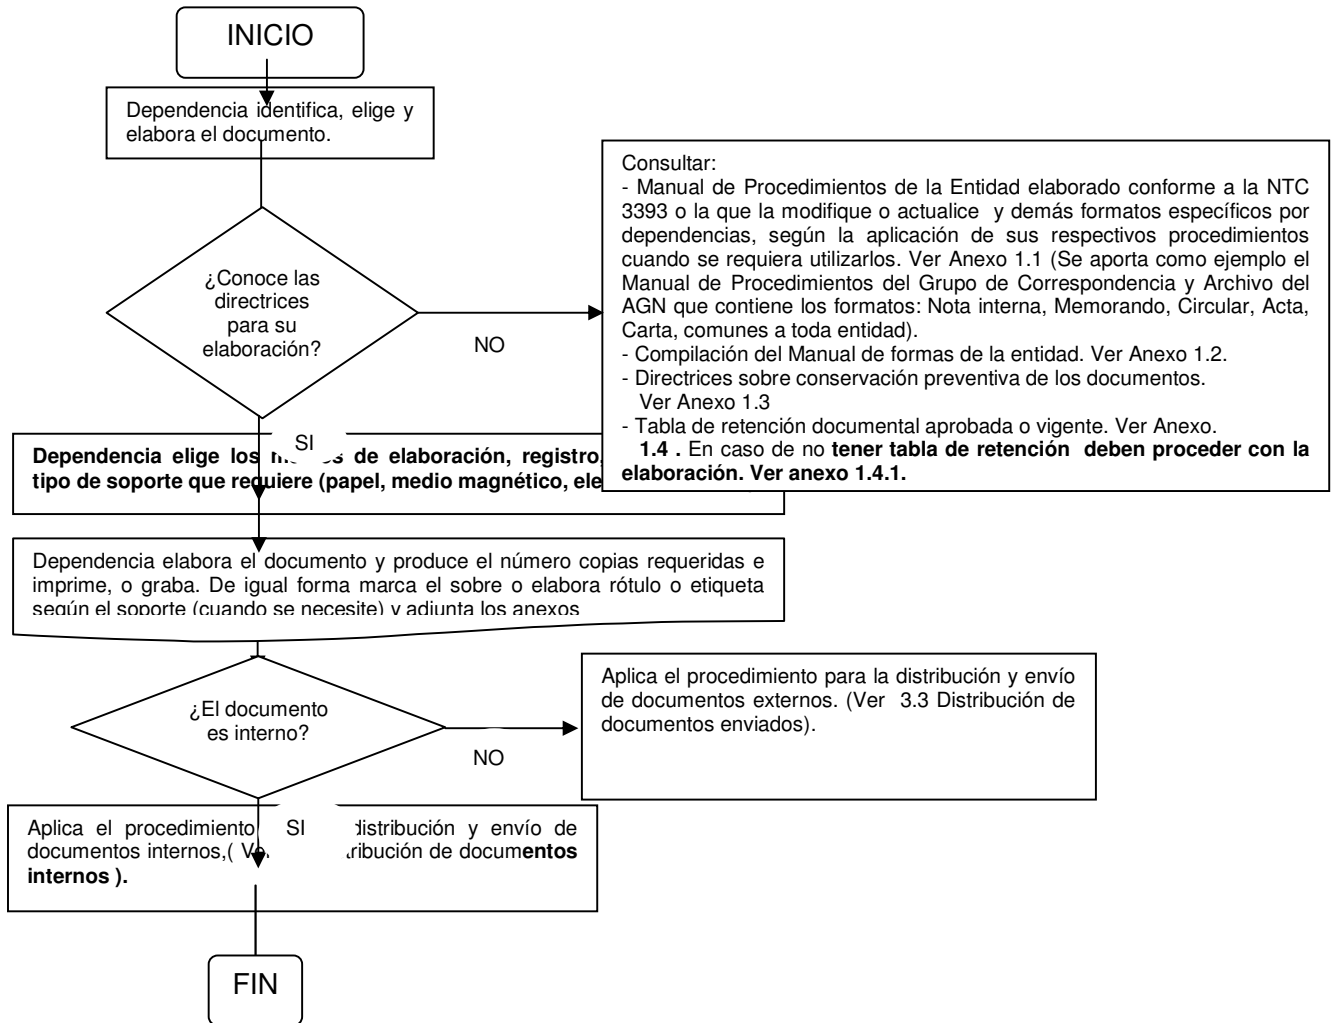 INICIO
Dependencia identifica, elige y
elabora el documento.
¿Conoce las
directrices
para su
elaboración?
NO
Consultar:
- Manual de Procedimientos de la Entidad elaborado conforme a la NTC
3393 o la que la modifique o actualice y demás formatos específicos por
dependencias, según la aplicación de sus respectivos procedimientos
cuando se requiera utilizarlos. Ver Anexo 1.1 (Se aporta como ejemplo el
Manual de Procedimientos del Grupo de Correspondencia y Archivo del
AGN que contiene los formatos: Nota interna, Memorando, Circular, Acta,
Carta, comunes a toda entidad).
- Compilación del Manual de formas de la entidad. Ver Anexo 1.2.
- Directrices sobre conservación preventiva de los documentos.
Ver Anexo 1.3
- Tabla de retención documental aprobada o vigente. Ver Anexo.
1.4 . En caso de no tener tabla de retención deben proceder con la
elaboración. Ver anexo 1.4.1.
SI
Dependencia elige los de elaboración, registro,
tipo de soporte que requiere (papel, medio magnético,
Dependencia elabora el documento y produce el número copias requeridas e
imprime, o graba. De igual forma marca el sobre o elabora rótulo o etiqueta
según el soporte (cuando se necesite) y adjunta los anexos
¿El documento
es interno?
NO
Aplica el procedimiento para la distribución y envío
de documentos externos. (Ver 3.3 Distribución de
documentos enviados).
SI
Aplica el procedimiento distribución y envío de
documentos internos,( de documentos
internos ).
FIN